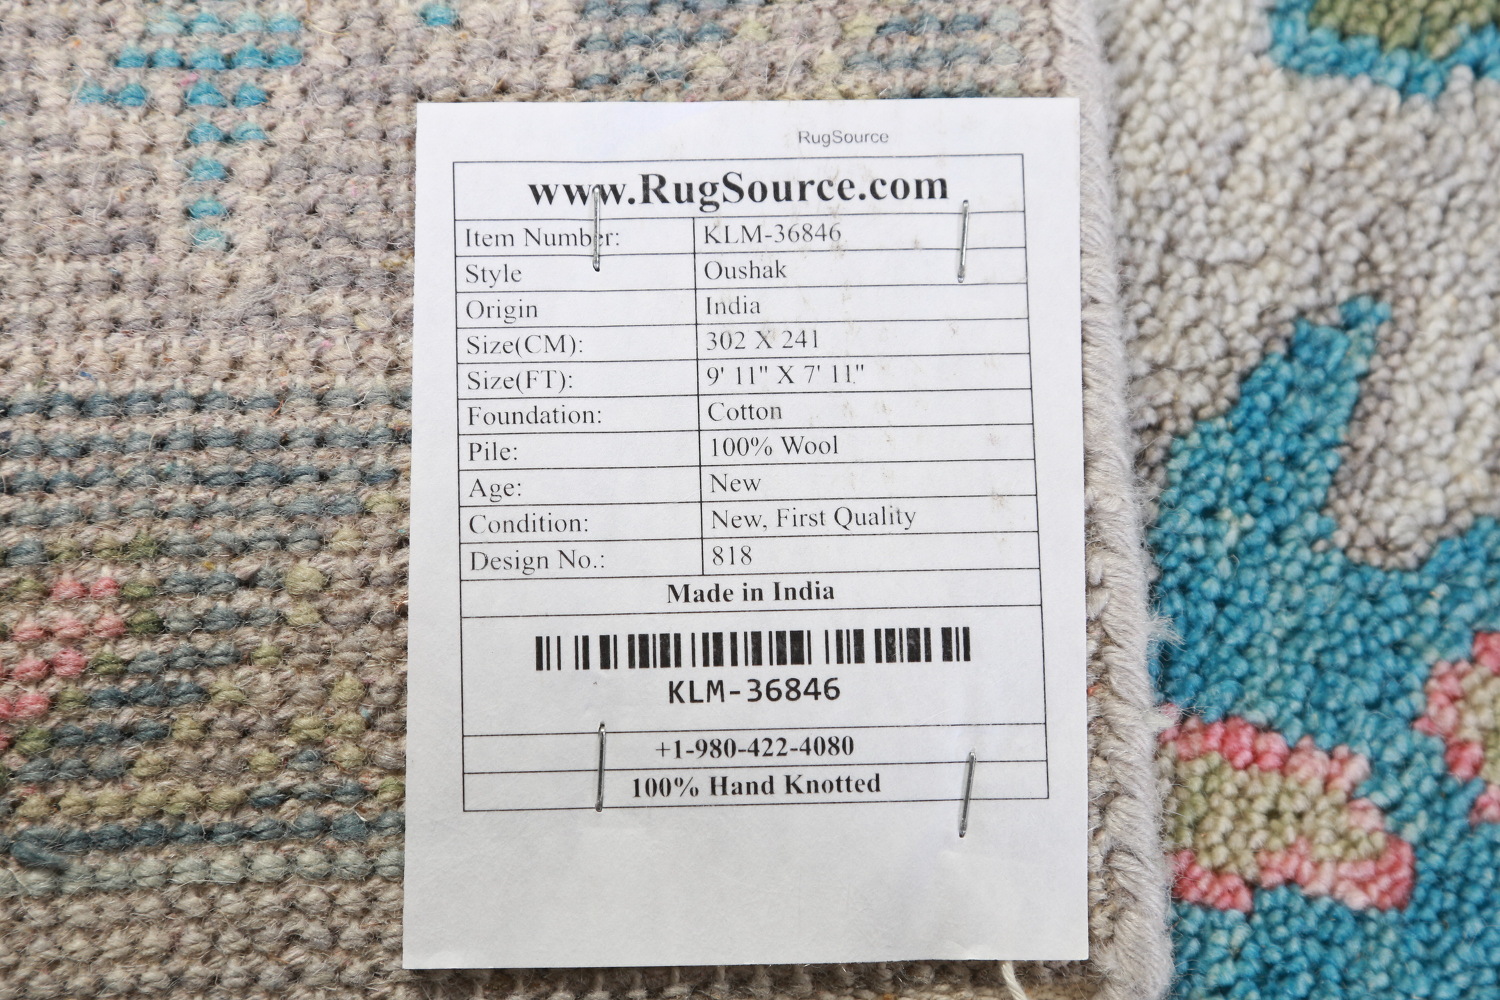 RugSource
www.RugSource.com
Item Number: KLM-36846
Style Oushak
Origin India
Size(CM): 302 X 241
Size(FT): 9' 11" X 7' 11"
Foundation: Cotton
Pile: 100% Wool
Age: New
Condition: New, First Quality
Design No.: 818
Made in India
KLM-36846
+1-980-422-4080
100% Hand Knotted